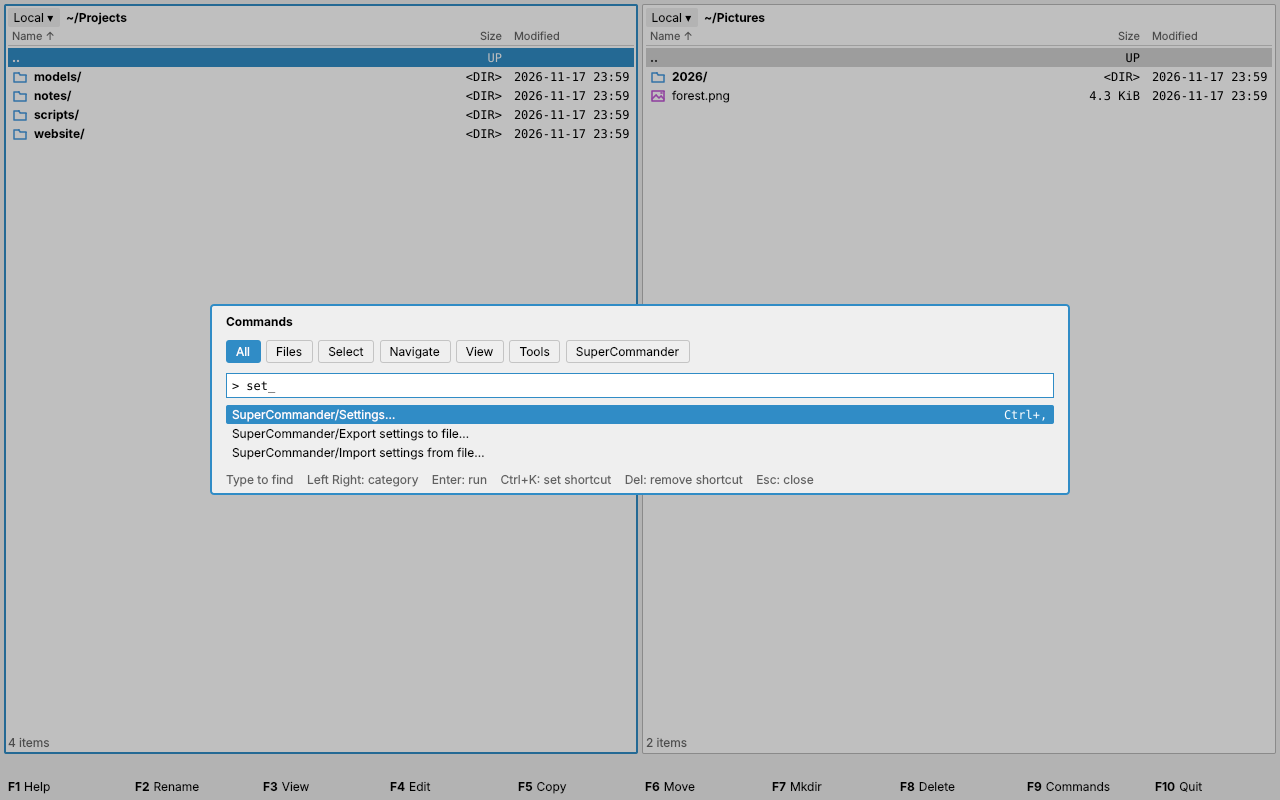 Local ▾ ~/Projects
Name ↑ Size Modified
.. UP
models/ <DIR> 2026-11-17 23:59
notes/ <DIR> 2026-11-17 23:59
scripts/ <DIR> 2026-11-17 23:59
website/ <DIR> 2026-11-17 23:59
4 items
Local ▾ ~/Pictures
Name ↑ Size Modified
.. UP
2026/ <DIR> 2026-11-17 23:59
forest.png 4.3 KiB 2026-11-17 23:59
2 items
Commands
All Files Select Navigate View Tools SuperCommander
> set_
SuperCommander/Settings... Ctrl+,
SuperCommander/Export settings to file...
SuperCommander/Import settings from file...
Type to find Left Right: category Enter: run Ctrl+K: set shortcut Del: remove shortcut Esc: close
F1 Help F2 Rename F3 View F4 Edit F5 Copy F6 Move F7 Mkdir F8 Delete F9 Commands F10 Quit